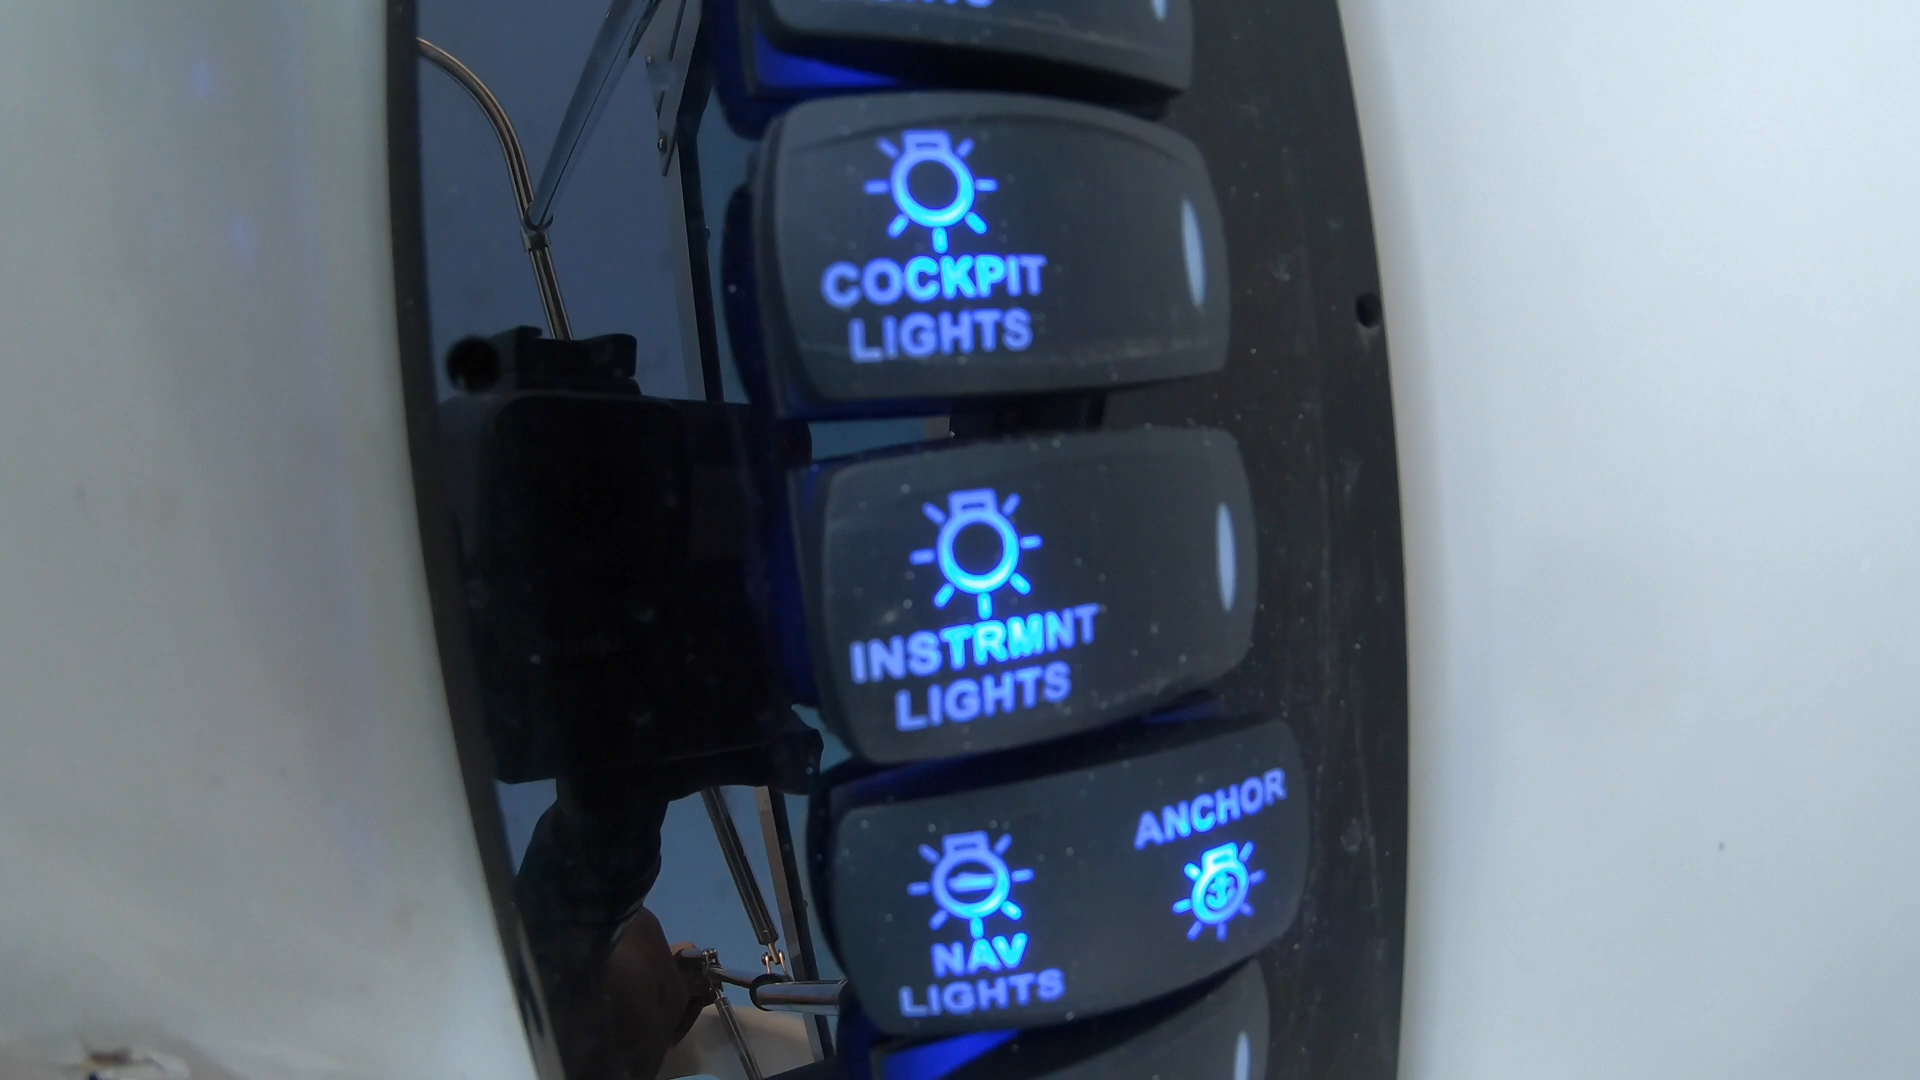 COCKPIT
LIGHTS
INSTRMNT
LIGHTS
ANCHOR
NAV
LIGHTS